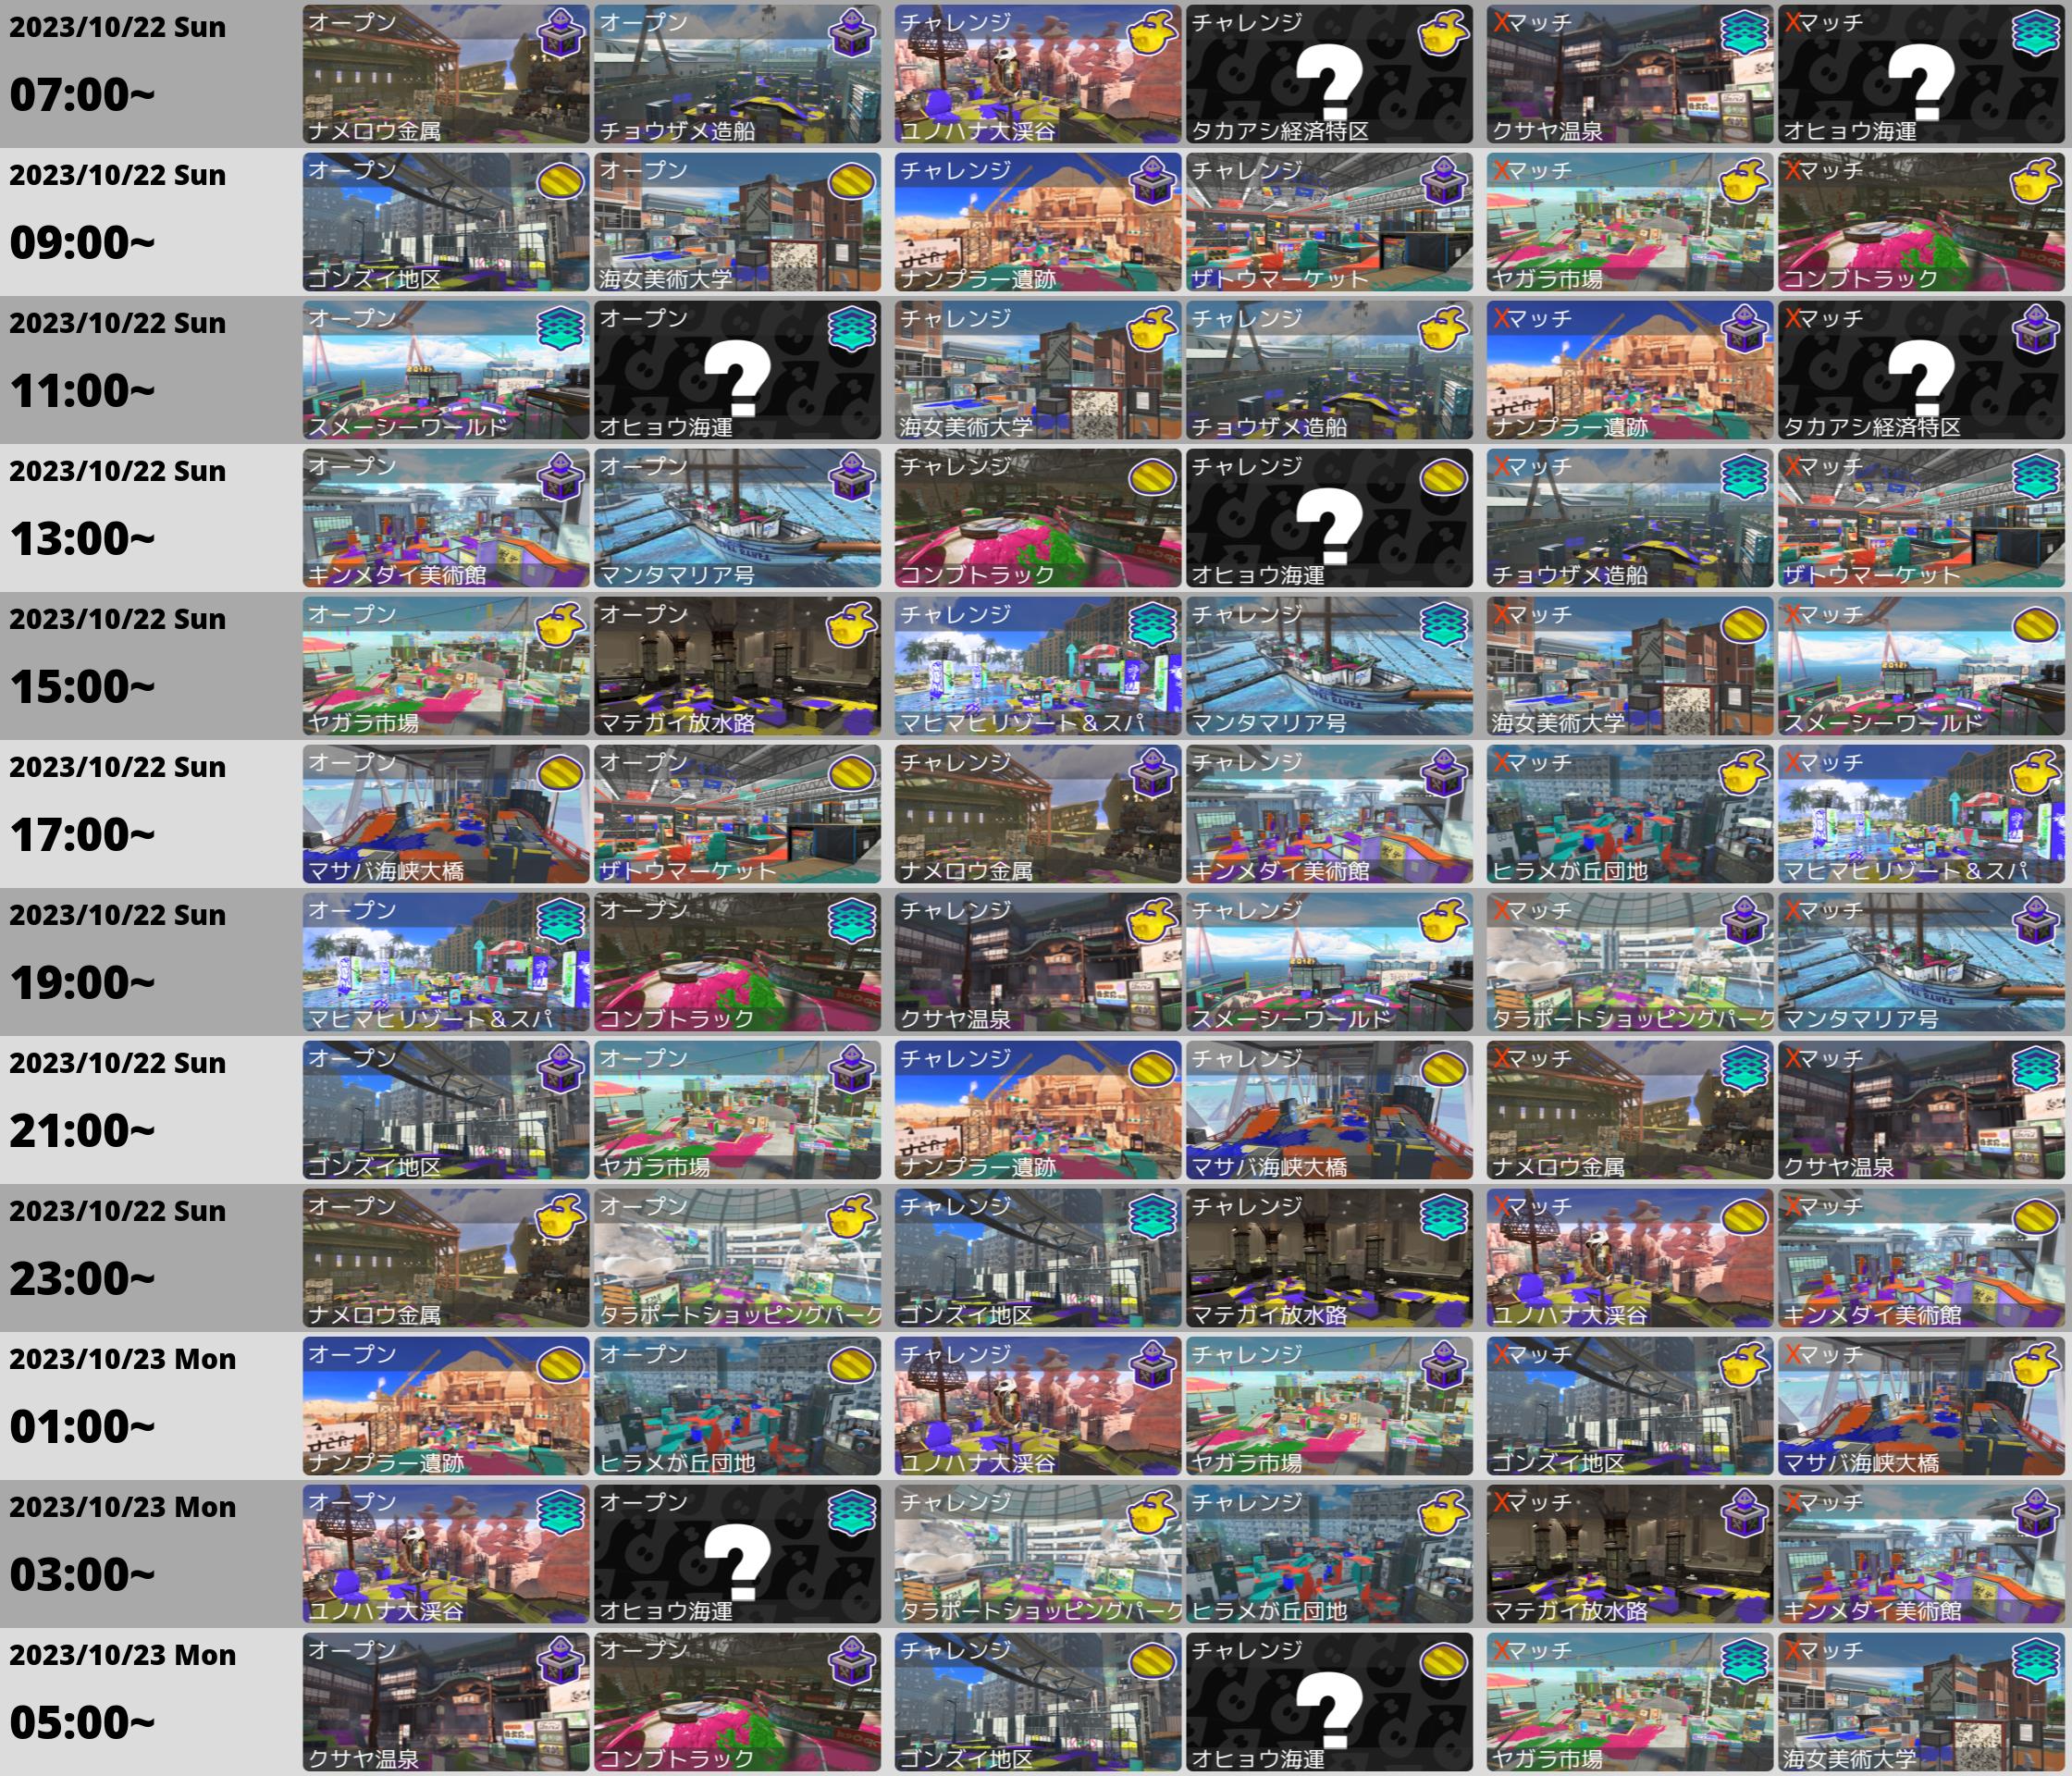 2023/10/22 Sun
07:00~
オープン オープン チャレンジ チャレンジ Xマッチ Xマッチ
ナメロウ金属 チョウザメ造船 ユノハナ大渓谷 タカアシ経済特区 クサヤ温泉 オヒョウ海運
2023/10/22 Sun
09:00~
オープン オープン チャレンジ チャレンジ Xマッチ Xマッチ
ゴンズイ地区 海女美術大学 ナンプラー遺跡 ザトウマーケット ヤガラ市場 コンブトラック
2023/10/22 Sun
11:00~
オープン オープン チャレンジ チャレンジ Xマッチ Xマッチ
スメーシーワールド オヒョウ海運 海女美術大学 チョウザメ造船 ナンプラー遺跡 タカアシ経済特区
2023/10/22 Sun
13:00~
オープン オープン チャレンジ チャレンジ Xマッチ Xマッチ
キンメダイ美術館 マンタマリア号 コンブトラック オヒョウ海運 チョウザメ造船 ザトウマーケット
2023/10/22 Sun
15:00~
オープン オープン チャレンジ チャレンジ Xマッチ Xマッチ
ヤガラ市場 マテガイ放水路 マヒマヒリゾート＆スパ マンタマリア号 海女美術大学 スメーシーワールド
2023/10/22 Sun
17:00~
オープン オープン チャレンジ チャレンジ Xマッチ Xマッチ
マサバ海峡大橋 ザトウマーケット ナメロウ金属 キンメダイ美術館 ヒラメが丘団地 マヒマヒリゾート＆スパ
2023/10/22 Sun
19:00~
オープン オープン チャレンジ チャレンジ Xマッチ Xマッチ
マヒマヒリゾート＆スパ コンブトラック クサヤ温泉 スメーシーワールド タラポートショッピングパーク マンタマリア号
2023/10/22 Sun
21:00~
オープン オープン チャレンジ チャレンジ Xマッチ Xマッチ
ゴンズイ地区 ヤガラ市場 ナンプラー遺跡 マサバ海峡大橋 ナメロウ金属 クサヤ温泉
2023/10/22 Sun
23:00~
オープン オープン チャレンジ チャレンジ Xマッチ Xマッチ
ナメロウ金属 タラポートショッピングパーク ゴンズイ地区 マテガイ放水路 ユノハナ大渓谷 キンメダイ美術館
2023/10/23 Mon
01:00~
オープン オープン チャレンジ チャレンジ Xマッチ Xマッチ
ナンプラー遺跡 ヒラメが丘団地 ユノハナ大渓谷 ヤガラ市場 ゴンズイ地区 マサバ海峡大橋
2023/10/23 Mon
03:00~
オープン オープン チャレンジ チャレンジ Xマッチ Xマッチ
ユノハナ大渓谷 オヒョウ海運 タラポートショッピングパーク ヒラメが丘団地 マテガイ放水路 キンメダイ美術館
2023/10/23 Mon
05:00~
オープン オープン チャレンジ チャレンジ Xマッチ Xマッチ
クサヤ温泉 コンブトラック ゴンズイ地区 オヒョウ海運 ヤガラ市場 海女美術大学